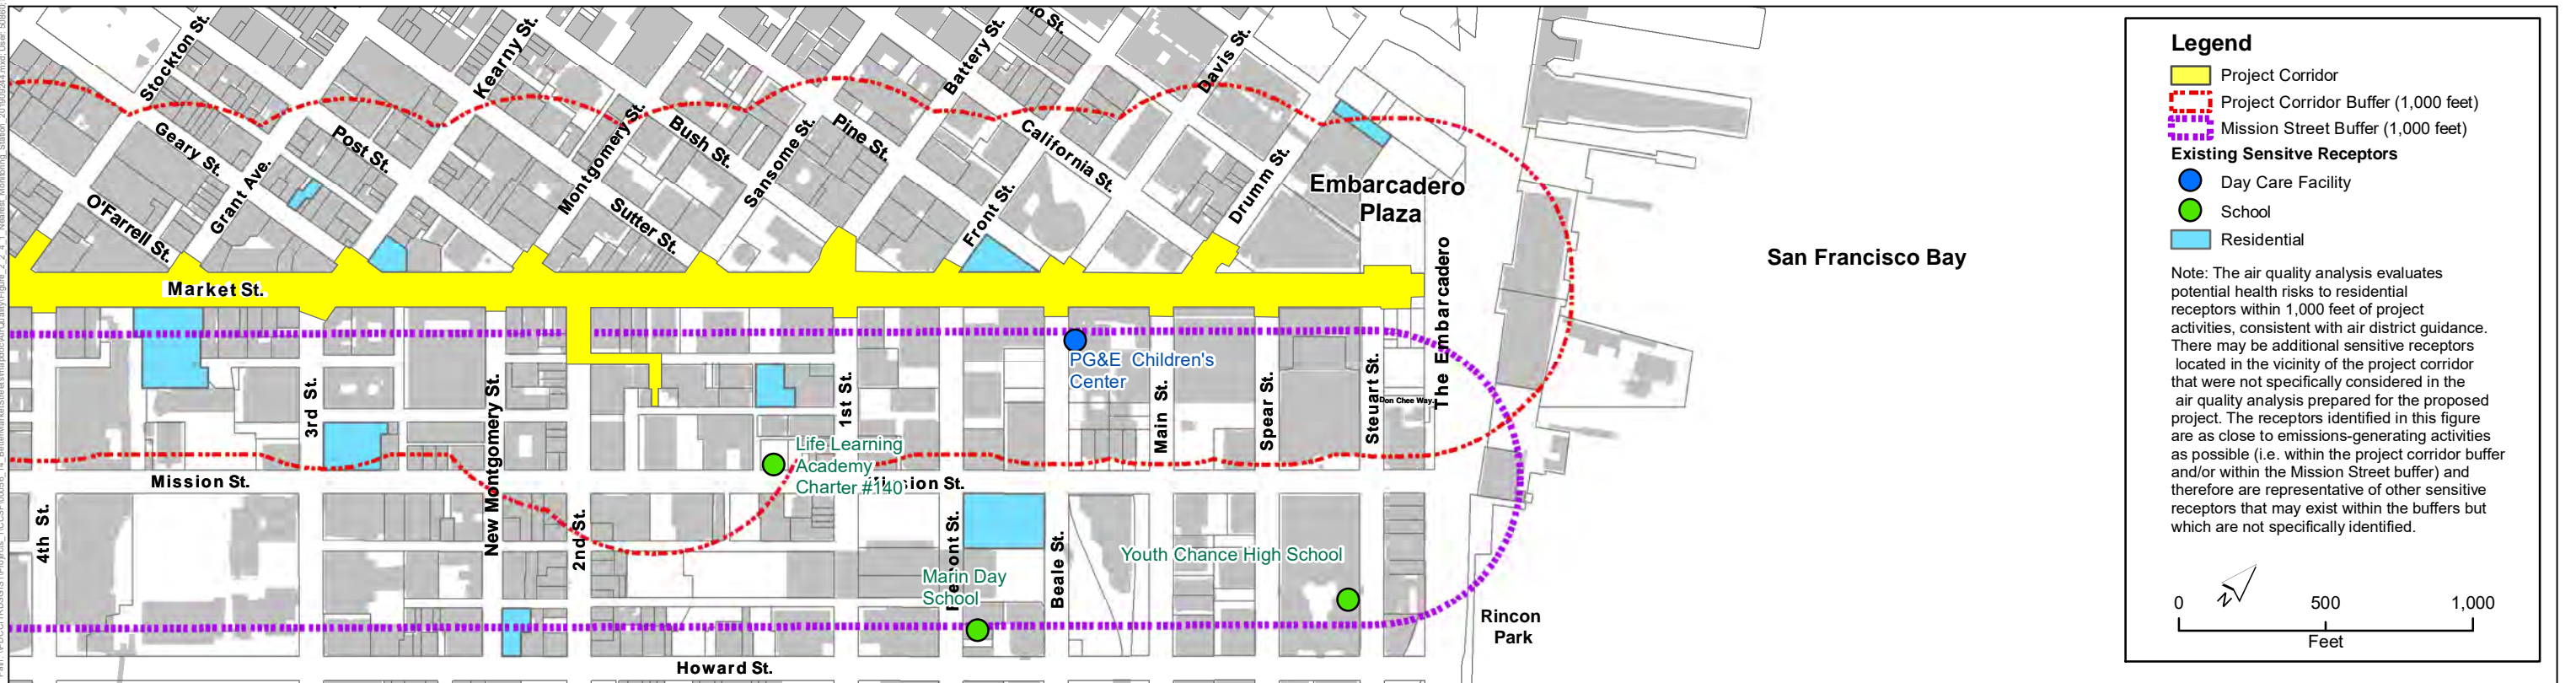 Stockton St.
Kearny St.
Battery St.
to St.
Davis St.
Geary St.
Post St.
Grant Ave.
O'Farrell St.
Montgomery St.
Bush St.
Sansome St.
Pine St.
Sutter St.
California St.
Front St.
Drumm St.
Embarcadero
Plaza
San Francisco Bay
Market St.
The Embarcadero
PG&E Children's
Center
3rd St.
New Montgomery St.
1st St.
Main St.
Spear St.
Steuart St.
Don Chee Way.
Life Learning
Academy
Charter #140
Mission St.
Mission St.
4th St.
2nd St.
Fremont St.
Beale St.
Youth Chance High School
Marin Day
School
Rincon
Park
Howard St.
Legend
Project Corridor
Project Corridor Buffer (1,000 feet)
Mission Street Buffer (1,000 feet)
Existing Sensitve Receptors
Day Care Facility
School
Residential
Note: The air quality analysis evaluates
potential health risks to residential
receptors within 1,000 feet of project
activities, consistent with air district guidance.
There may be additional sensitive receptors
located in the vicinity of the project corridor
that were not specifically considered in the
air quality analysis prepared for the proposed
project. The receptors identified in this figure
are as close to emissions-generating activities
as possible (i.e. within the project corridor buffer
and/or within the Mission Street buffer) and
therefore are representative of other sensitive
receptors that may exist within the buffers but
which are not specifically identified.
N
0 500 1,000
Feet